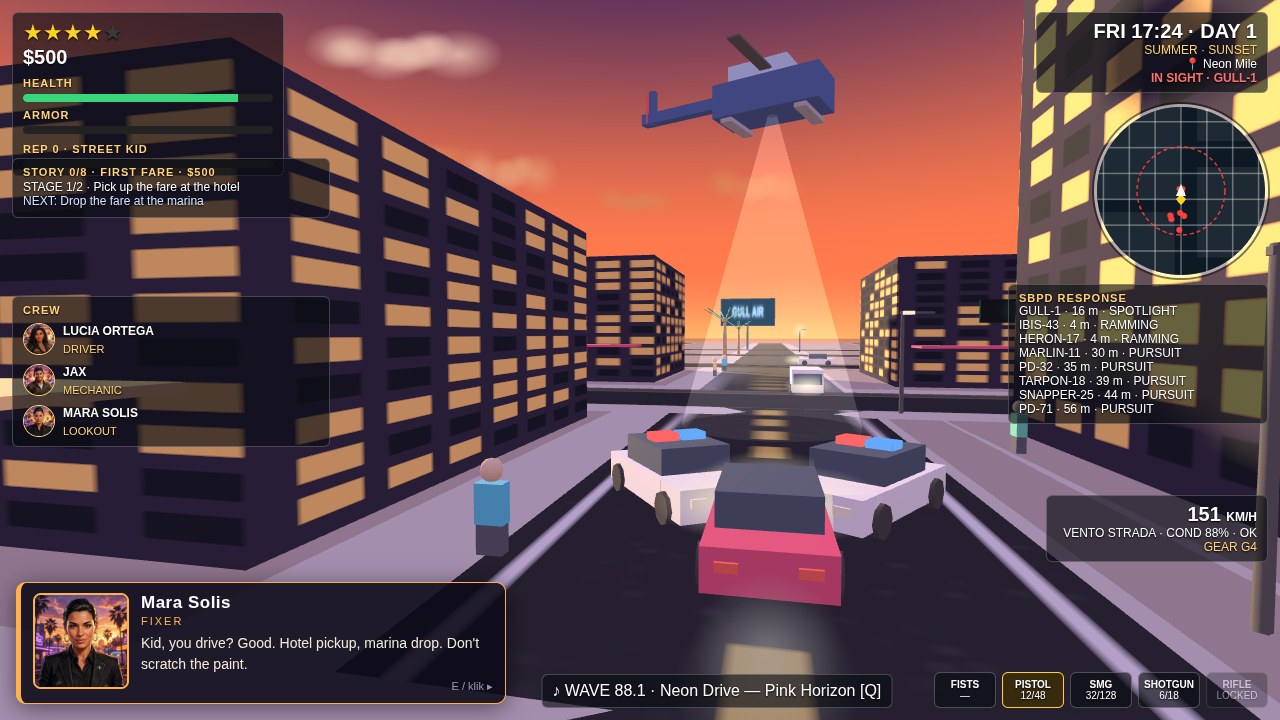 $500
HEALTH
ARMOR
REP 0 · STREET KID
STORY 0/8 · FIRST FARE · $500
STAGE 1/2 · Pick up the fare at the hotel
NEXT: Drop the fare at the marina
CREW
LUCIA ORTEGA
DRIVER
JAX
MECHANIC
MARA SOLIS
LOOKOUT
GULL AIR
FRI 17:24 · DAY 1
SUMMER · SUNSET
📍 Neon Mile
IN SIGHT · GULL-1
SBPD RESPONSE
GULL-1 · 16 m · SPOTLIGHT
IBIS-43 · 4 m · RAMMING
HERON-17 · 4 m · RAMMING
MARLIN-11 · 30 m · PURSUIT
PD-32 · 35 m · PURSUIT
TARPON-18 · 39 m · PURSUIT
SNAPPER-25 · 44 m · PURSUIT
PD-71 · 56 m · PURSUIT
151 KM/H
VENTO STRADA · COND 88% · OK
GEAR G4
Mara Solis
FIXER
Kid, you drive? Good. Hotel pickup, marina drop. Don't
scratch the paint.
E / klik ▸
♪ WAVE 88.1 · Neon Drive — Pink Horizon [Q]
FISTS
—
PISTOL
12/48
SMG
32/128
SHOTGUN
6/18
RIFLE
LOCKED